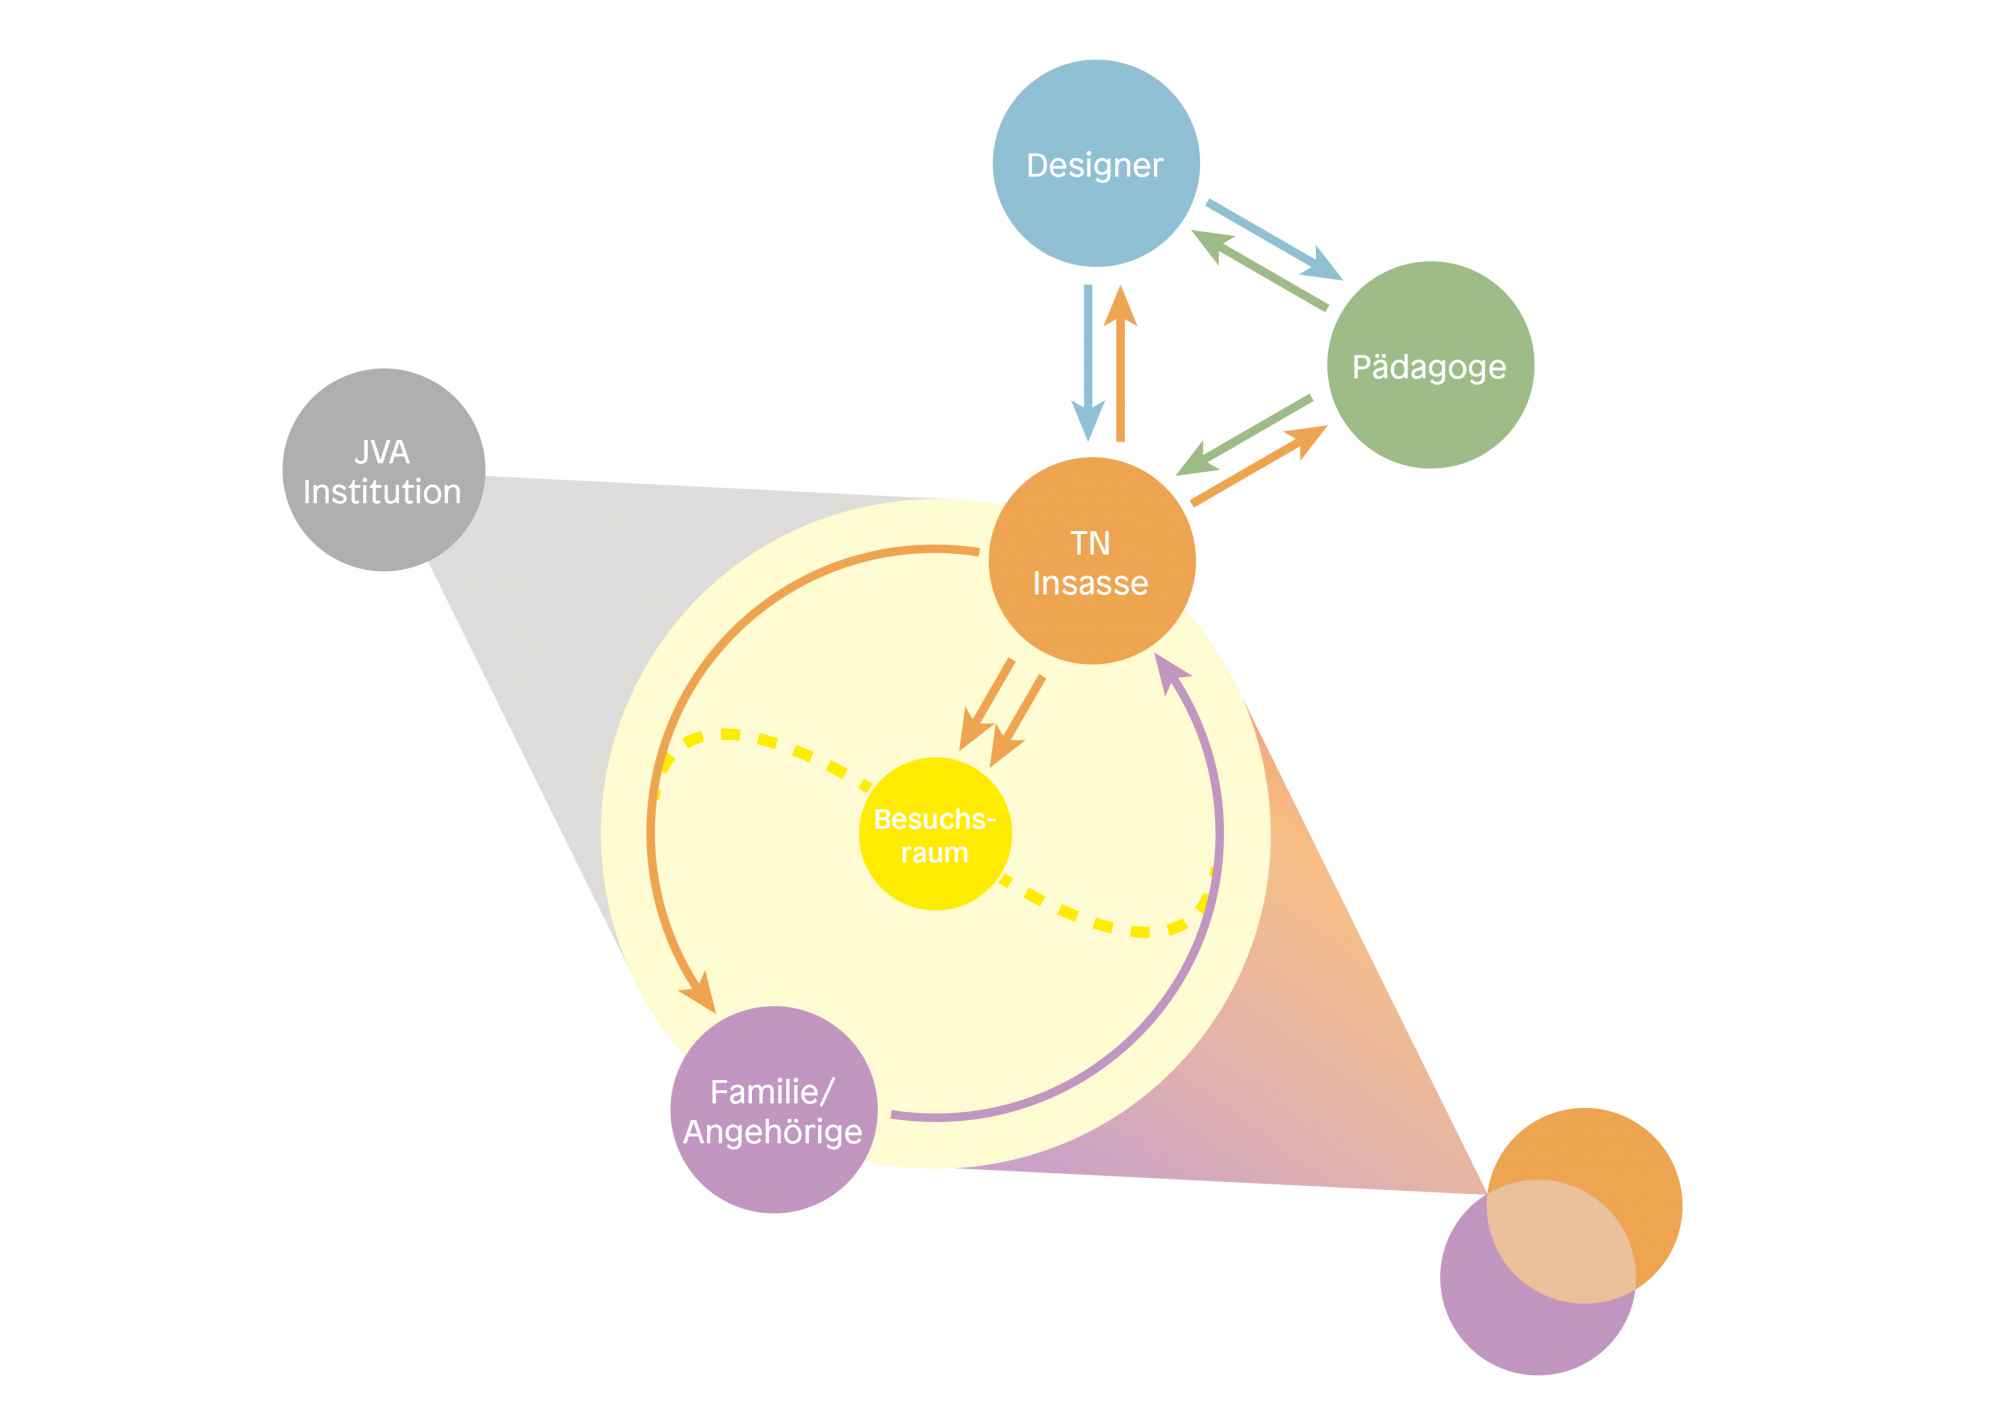 Designer
Pädagoge
JVA
Institution
TN
Insasse
Besuchs-
raum
Familie/
Angehörige